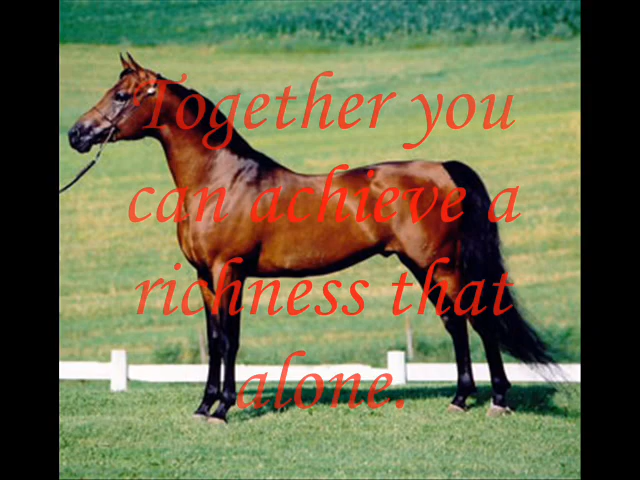 Together you
can achieve a
richness that
alone.